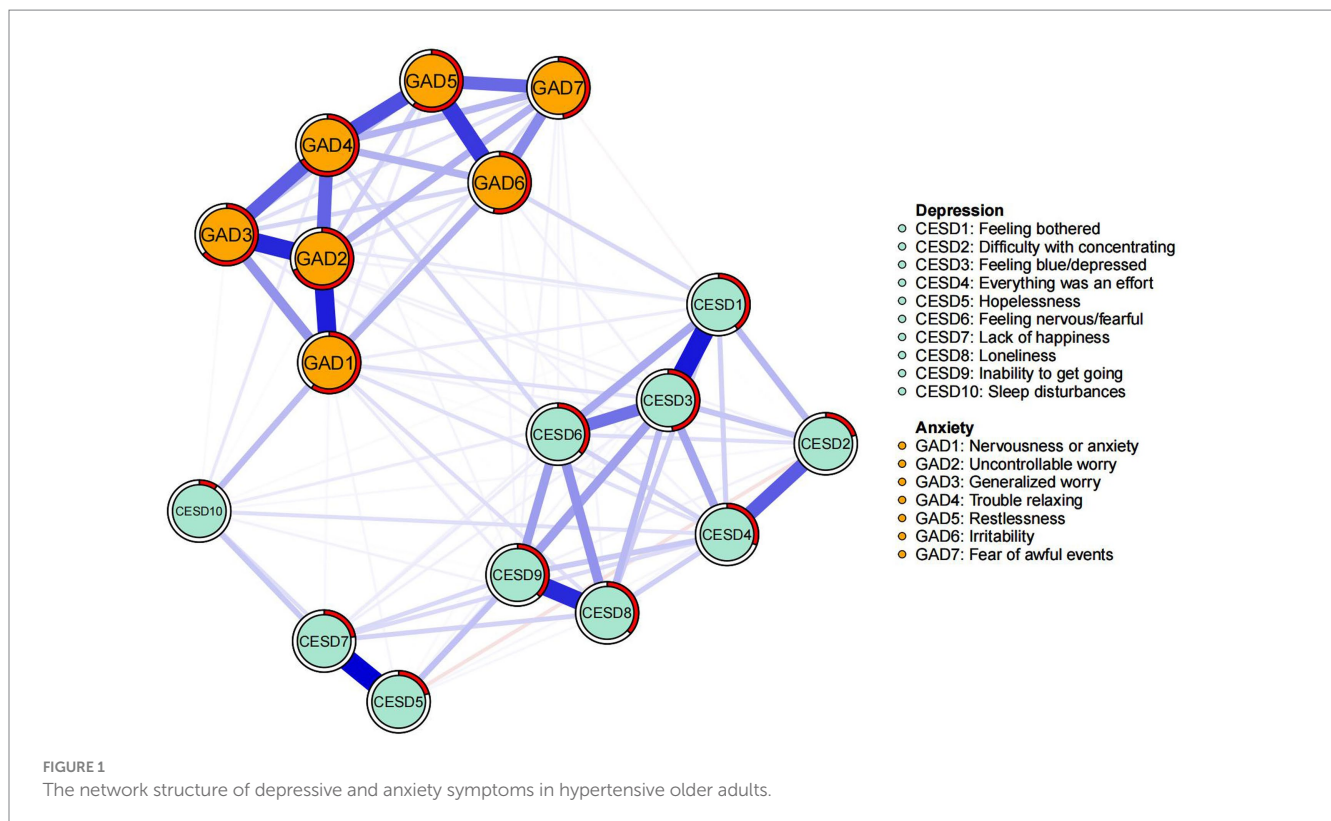 GAD5
GAD7
GAD4
GAD6
GAD3
GAD2
GAD1
CESD1
CESD3
CESD6
CESD2
CESD10
CESD4
CESD9
CESD8
CESD7
CESD5
Depression
CESD1: Feeling bothered
CESD2: Difficulty with concentrating
CESD3: Feeling blue/depressed
CESD4: Everything was an effort
CESD5: Hopelessness
CESD6: Feeling nervous/fearful
CESD7: Lack of happiness
CESD8: Loneliness
CESD9: Inability to get going
CESD10: Sleep disturbances
Anxiety
GAD1: Nervousness or anxiety
GAD2: Uncontrollable worry
GAD3: Generalized worry
GAD4: Trouble relaxing
GAD5: Restlessness
GAD6: Irritability
GAD7: Fear of awful events
FIGURE 1
The network structure of depressive and anxiety symptoms in hypertensive older adults.